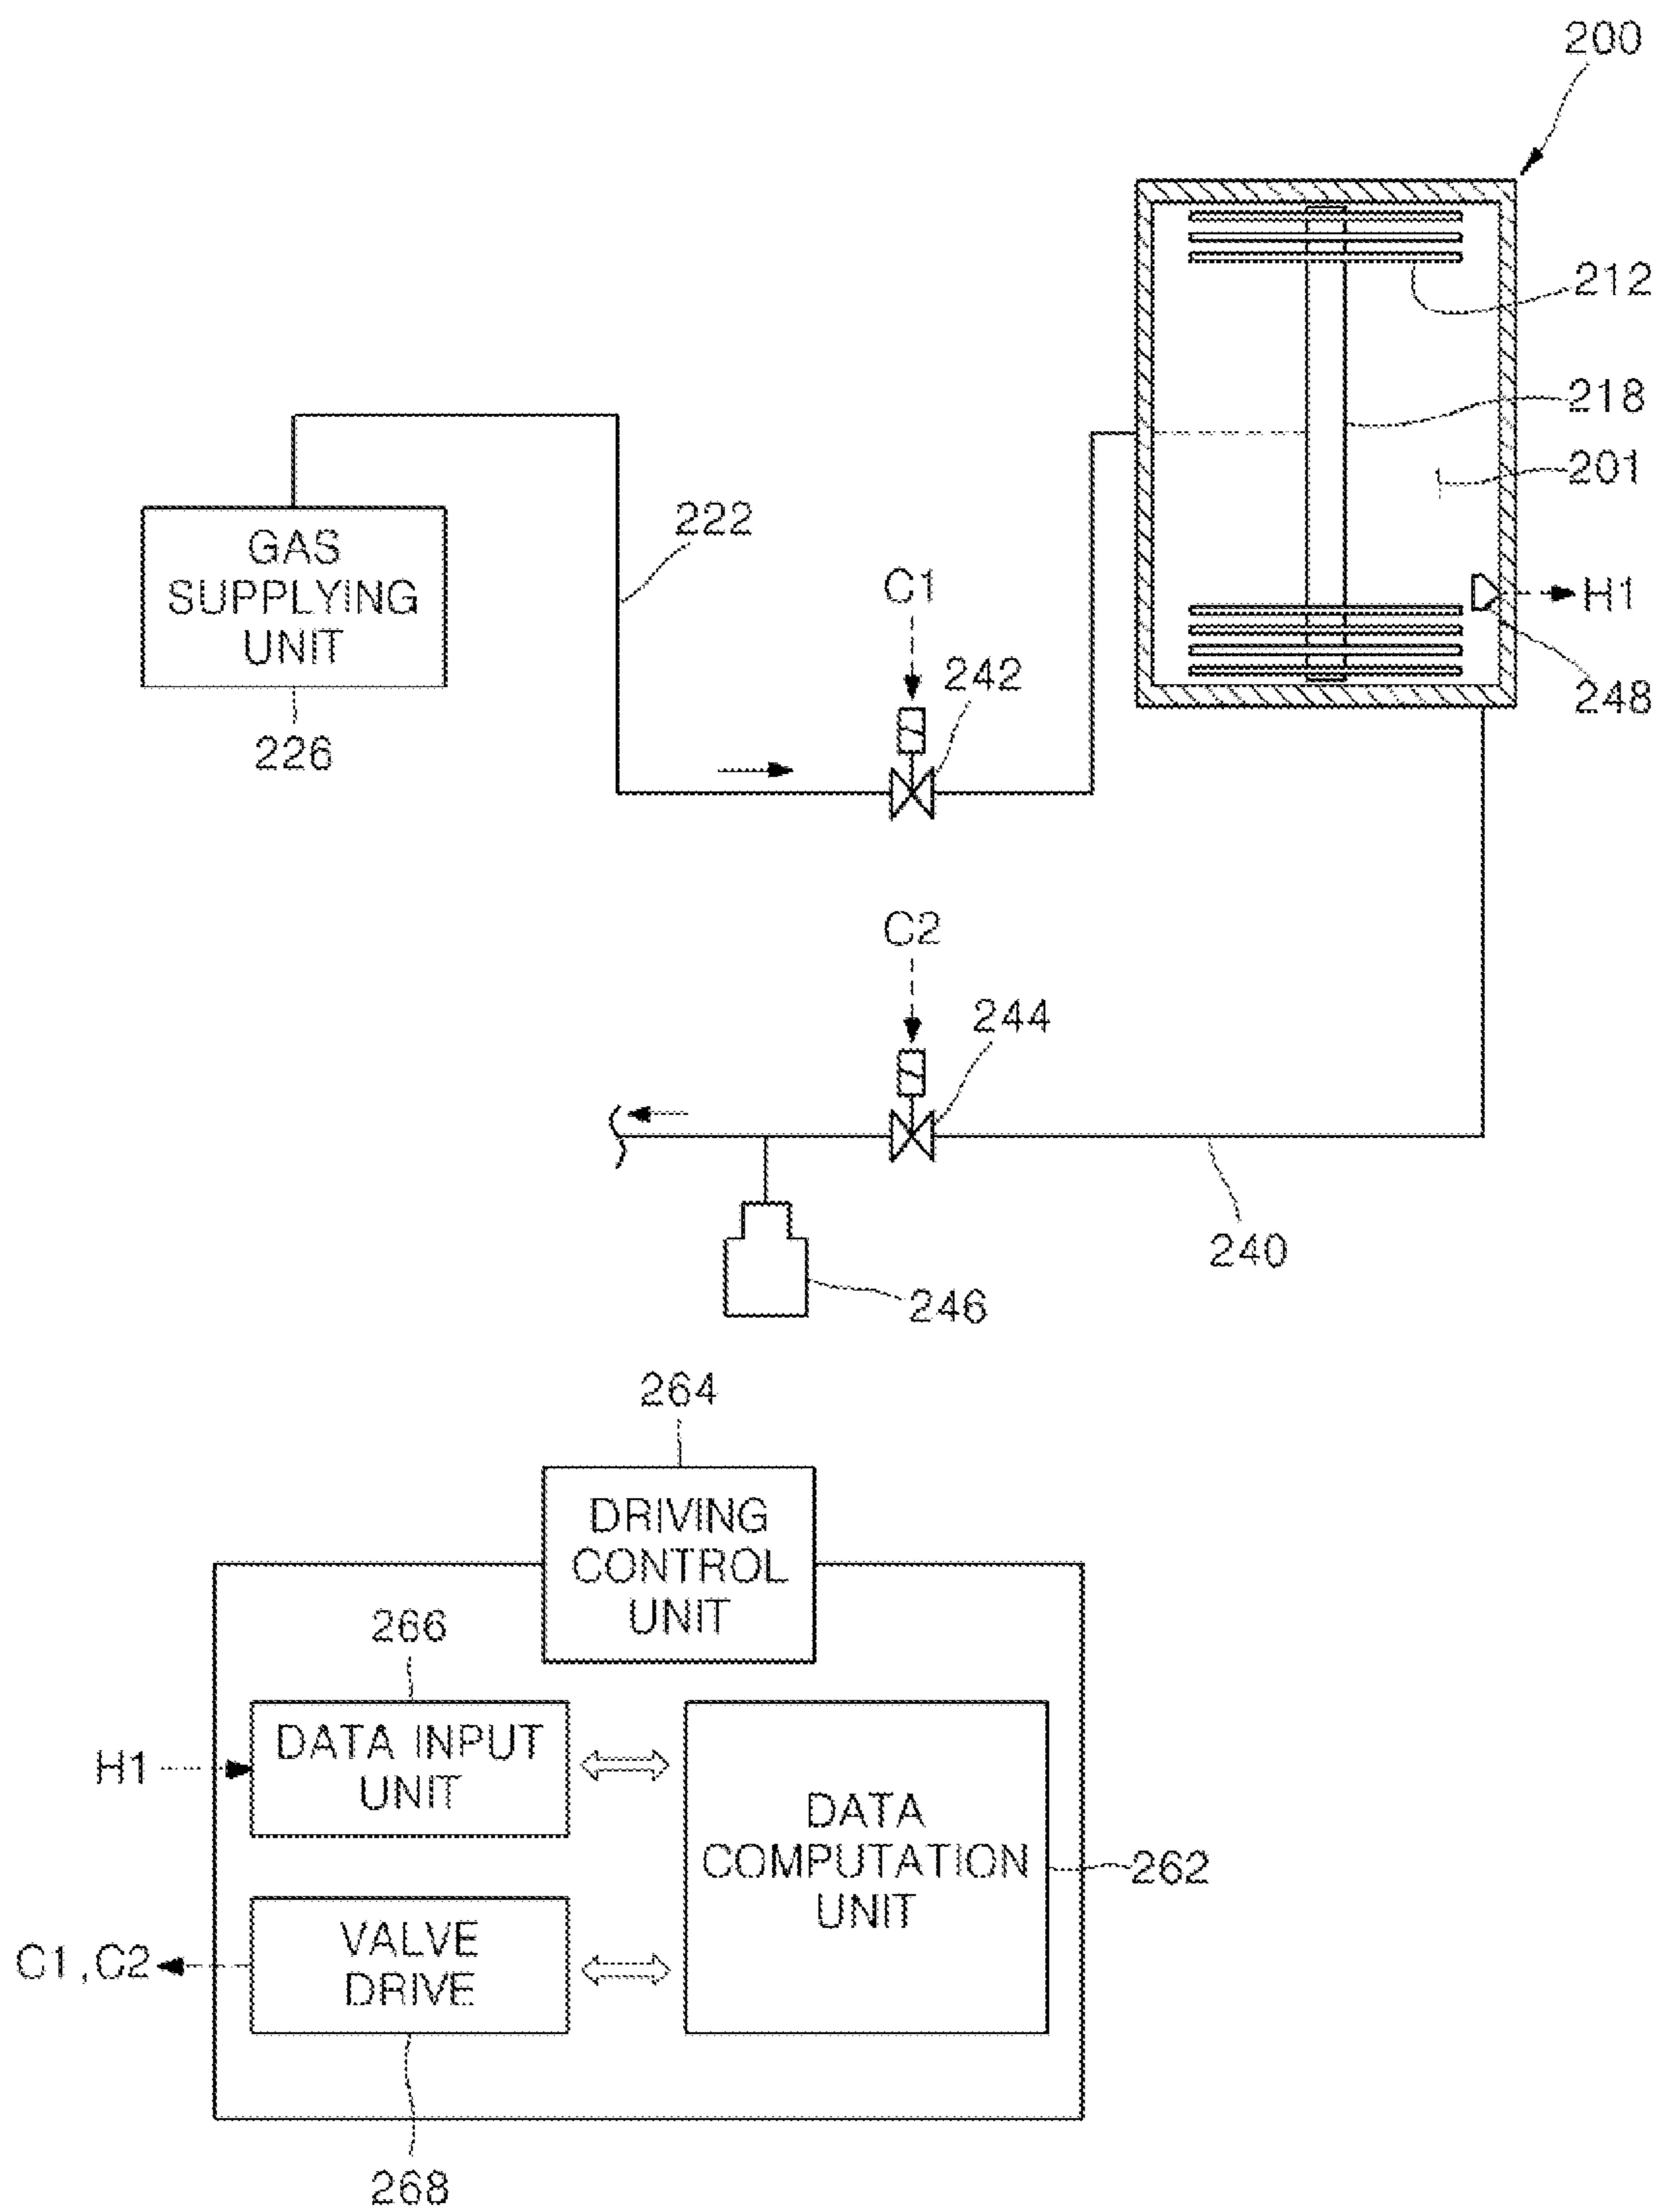 200
212
218
201
H1
248
GAS
SUPPLYING
UNIT
226
222
C1
242
C2
244
240
246
264
DRIVING
CONTROL
UNIT
266
H1
DATA INPUT
UNIT
DATA
COMPUTATION
UNIT
262
C1,C2
VALVE
DRIVE
268